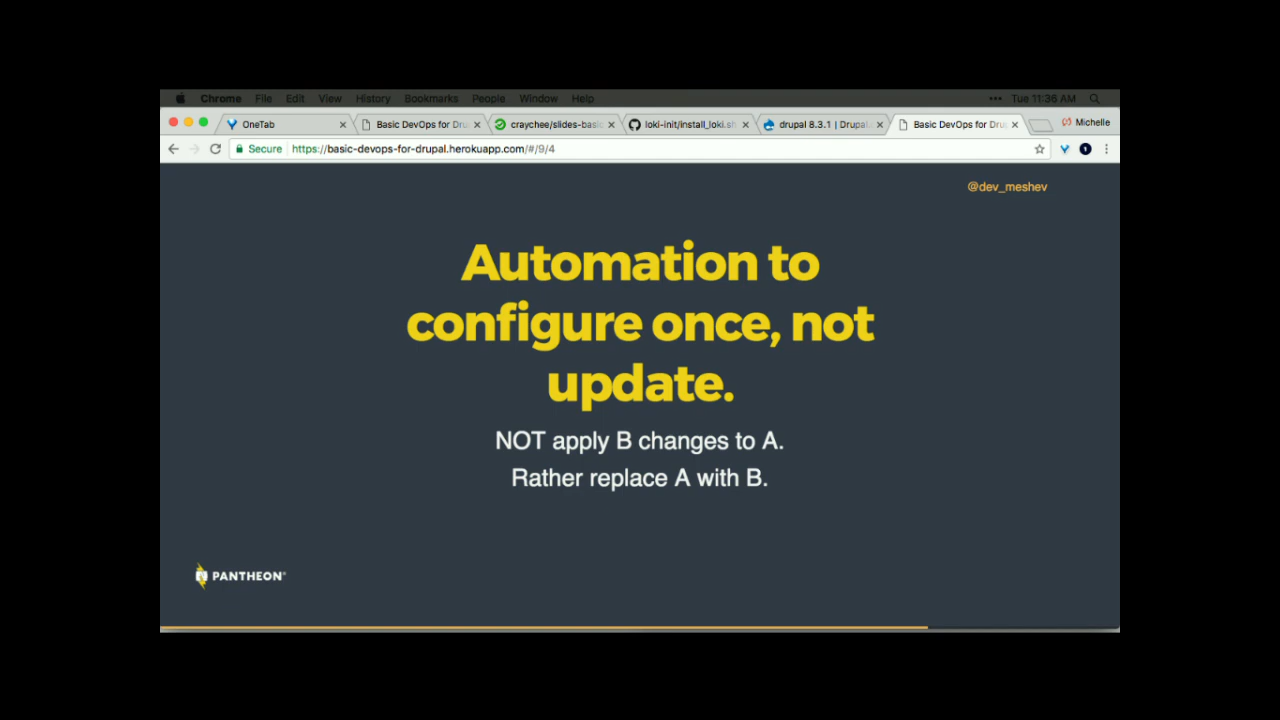 Chrome File Edit View History Bookmarks People Window Help ••• Tue 11:36 AM
OneTab Basic DevOps for Dru craychee/slides-basic loki-init/install_loki.sh drupal 8.3.1 | Drupal. Basic DevOps for Dru Michelle
Secure https://basic-devops-for-drupal.herokuapp.com/#/9/4
@dev_meshev
Automation to
configure once, not
update.
NOT apply B changes to A.
Rather replace A with B.
PANTHEON®